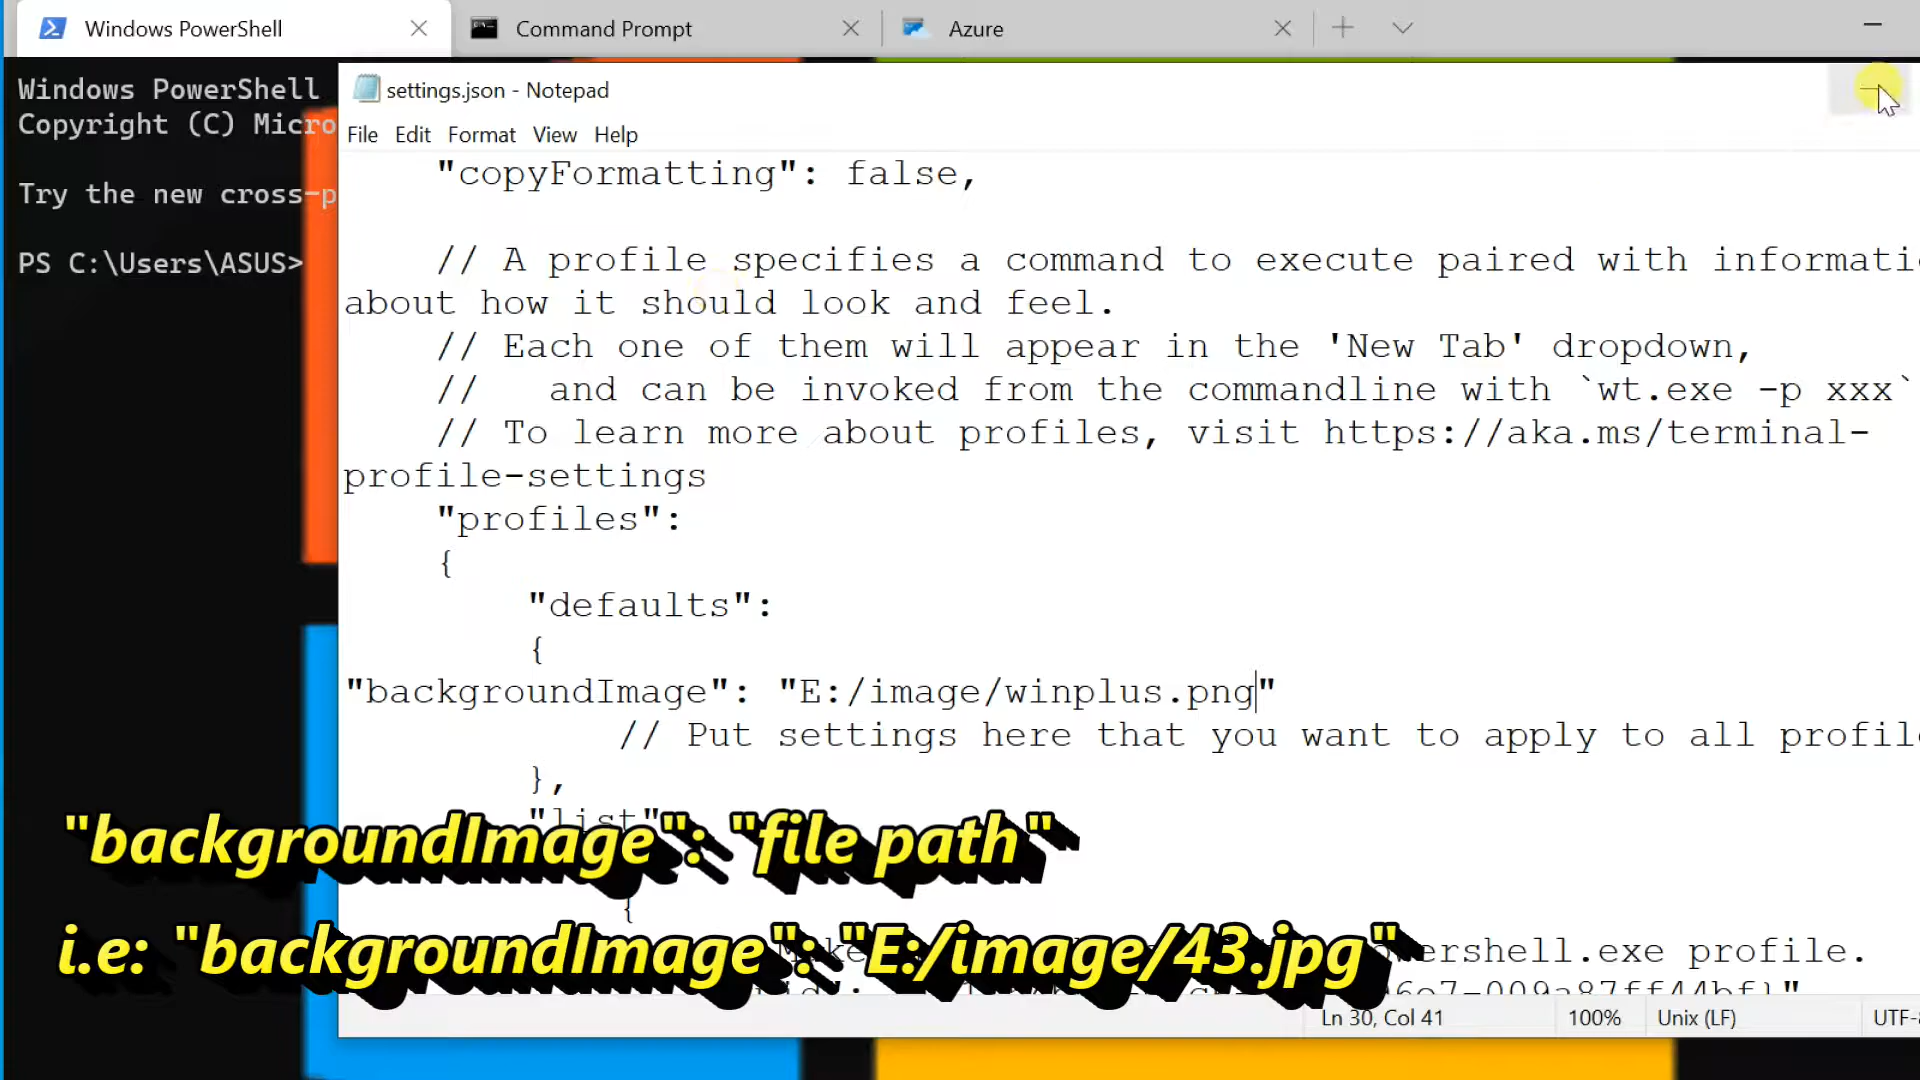 Windows PowerShell
Command Prompt
Azure
Windows PowerShell
Copyright (C) Micro
Try the new cross-p
PS C:\Users\ASUS>
settings.json - Notepad
File Edit Format View Help
"copyFormatting": false,
// A profile specifies a command to execute paired with informati
about how it should look and feel.
// Each one of them will appear in the 'New Tab' dropdown,
//   and can be invoked from the commandline with `wt.exe -p xxx`
// To learn more about profiles, visit https://aka.ms/terminal-
profile-settings
"profiles":
{
"defaults":
{
"backgroundImage": "E:/image/winplus.png"
// Put settings here that you want to apply to all profil
},
"list"
"backgroundImage": "file path"
{
i.e: "backgroundImage": "E:/image/43.jpg"
ershell.exe profile.
Ln 30, Col 41
100%
Unix (LF)
UTF-8